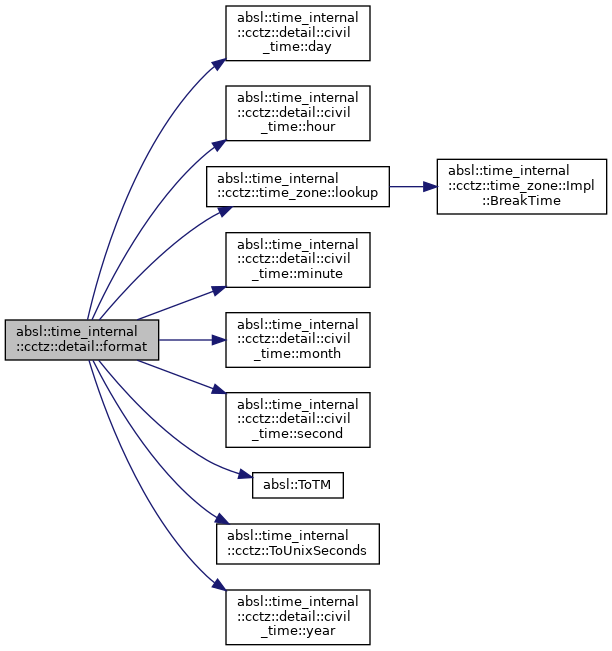 absl::time_internal
::cctz::detail::civil
_time::day
absl::time_internal
::cctz::detail::civil
_time::hour
absl::time_internal
::cctz::time_zone::lookup
absl::time_internal
::cctz::time_zone::Impl
::BreakTime
absl::time_internal
::cctz::detail::civil
_time::minute
absl::time_internal
::cctz::detail::format
absl::time_internal
::cctz::detail::civil
_time::month
absl::time_internal
::cctz::detail::civil
_time::second
absl::ToTM
absl::time_internal
::cctz::ToUnixSeconds
absl::time_internal
::cctz::detail::civil
_time::year